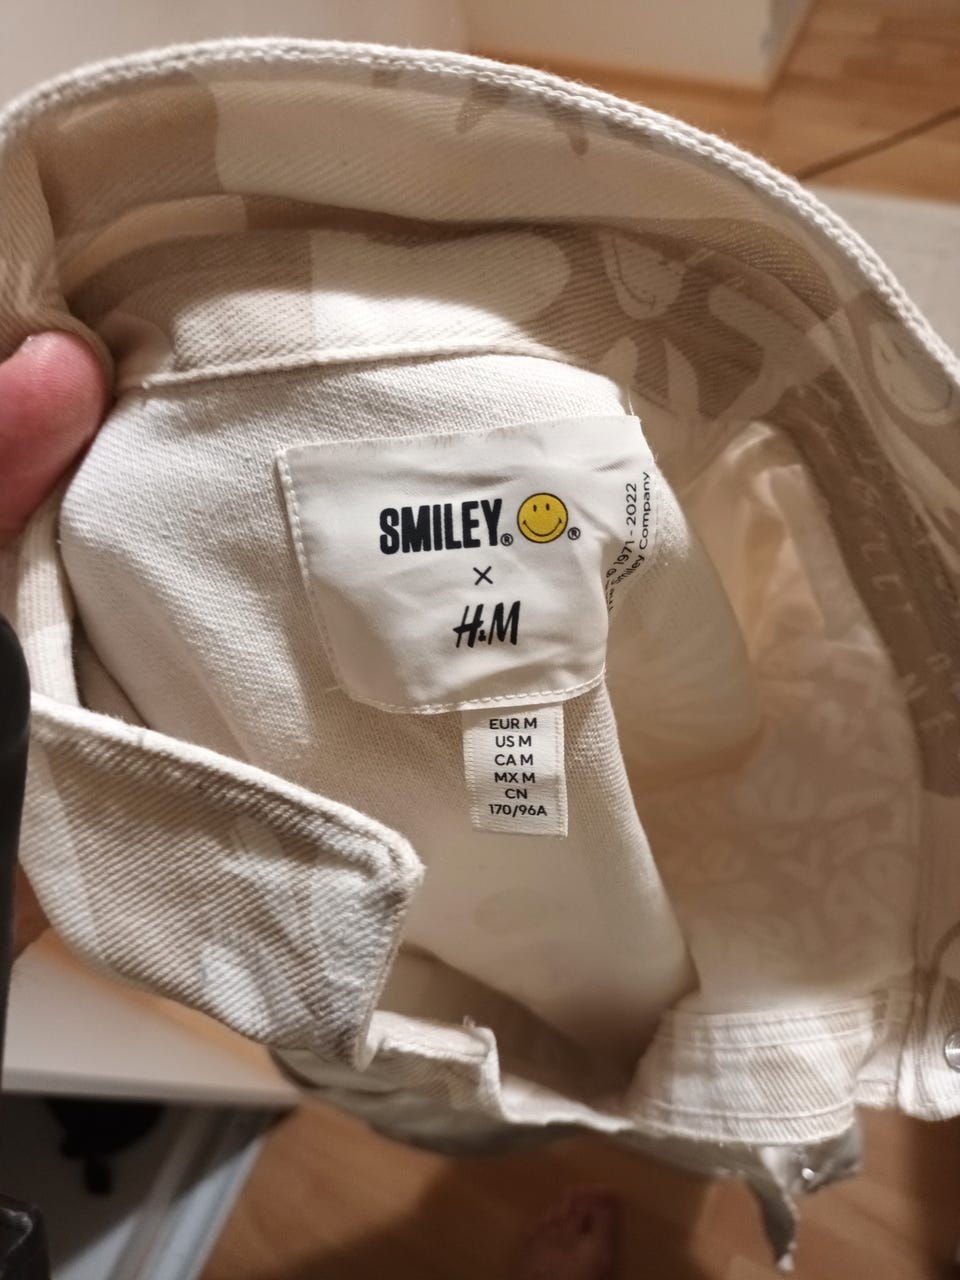 SMILEY® ®
×
H&M
© 1971 - 2022
The Smiley Company
EUR M
US M
CA M
MX M
CN
170/96A